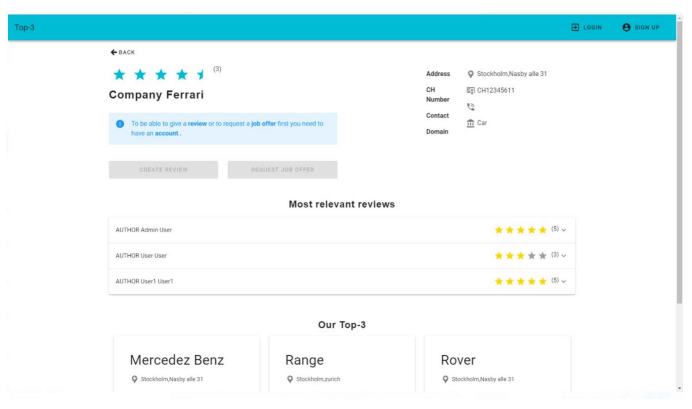 Top-3
LOGIN
SIGN UP
BACK
(3)
Company Ferrari
To be able to give a review or to request a job offer first you need to
have an account .
CREATE REVIEW
REQUEST JOB OFFER
Address
Stockholm,Nasby alle 31
CH
Number
CH12345611
Contact
Car
Domain
Most relevant reviews
AUTHOR Admin User
(5)
AUTHOR User User
(3)
AUTHOR User1 User1
(5)
Our Top-3
Mercedez Benz
Stockholm,Nasby alle 31
Range
Stockholm,zurich
Rover
Stockholm,Nasby alle 31